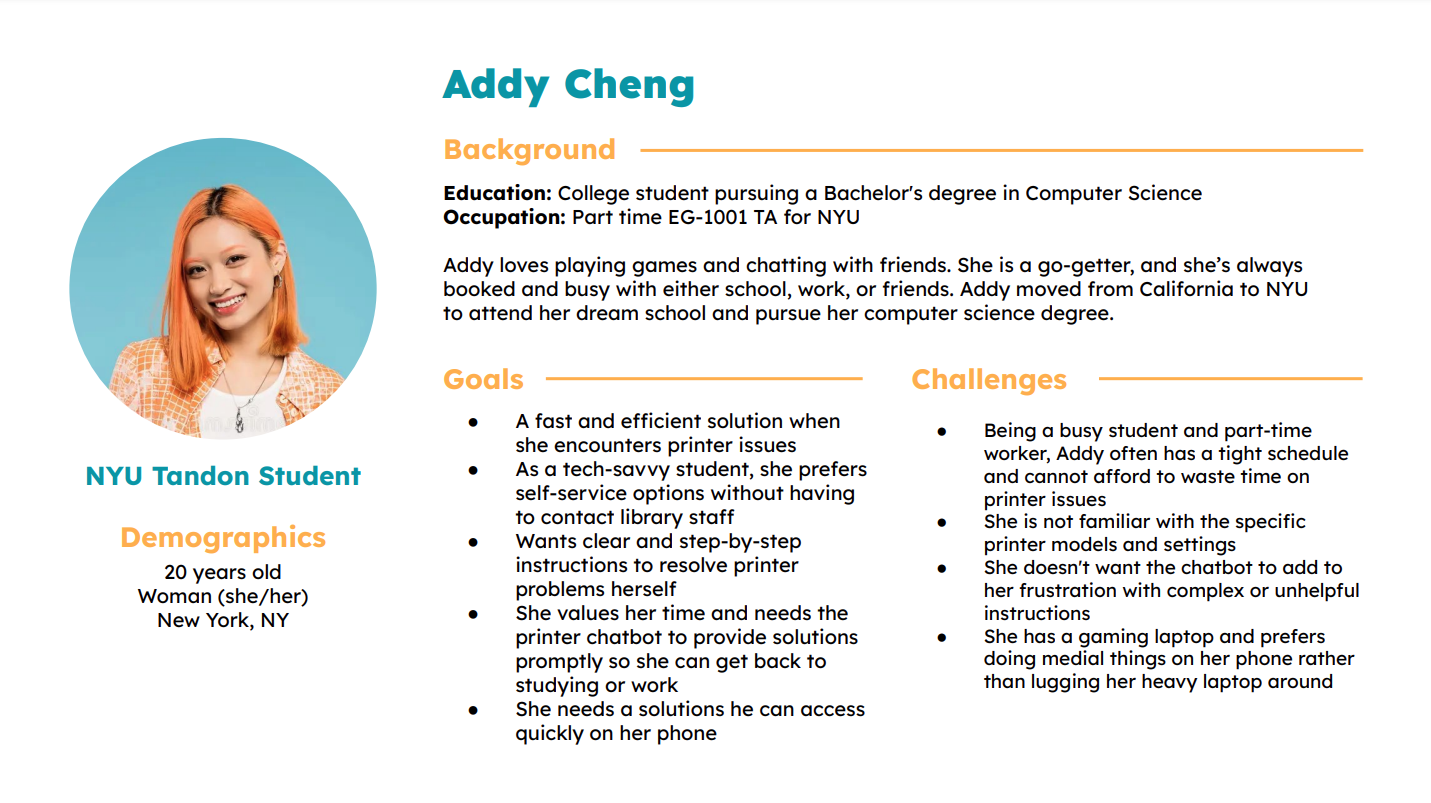 Addy Cheng
Background
Education: College student pursuing a Bachelor's degree in Computer Science
Occupation: Part time EG-1001 TA for NYU
Addy loves playing games and chatting with friends. She is a go-getter, and she’s always
booked and busy with either school, work, or friends. Addy moved from California to NYU
to attend her dream school and pursue her computer science degree.
NYU Tandon Student
Demographics
20 years old
Woman (she/her)
New York, NY
Goals
● A fast and efficient solution when
she encounters printer issues
● As a tech-savvy student, she prefers
self-service options without having
to contact library staff
● Wants clear and step-by-step
instructions to resolve printer
problems herself
● She values her time and needs the
printer chatbot to provide solutions
promptly so she can get back to
studying or work
● She needs a solutions he can access
quickly on her phone
Challenges
● Being a busy student and part-time
worker, Addy often has a tight schedule
and cannot afford to waste time on
printer issues
● She is not familiar with the specific
printer models and settings
● She doesn't want the chatbot to add to
her frustration with complex or unhelpful
instructions
● She has a gaming laptop and prefers
doing medial things on her phone rather
than lugging her heavy laptop around